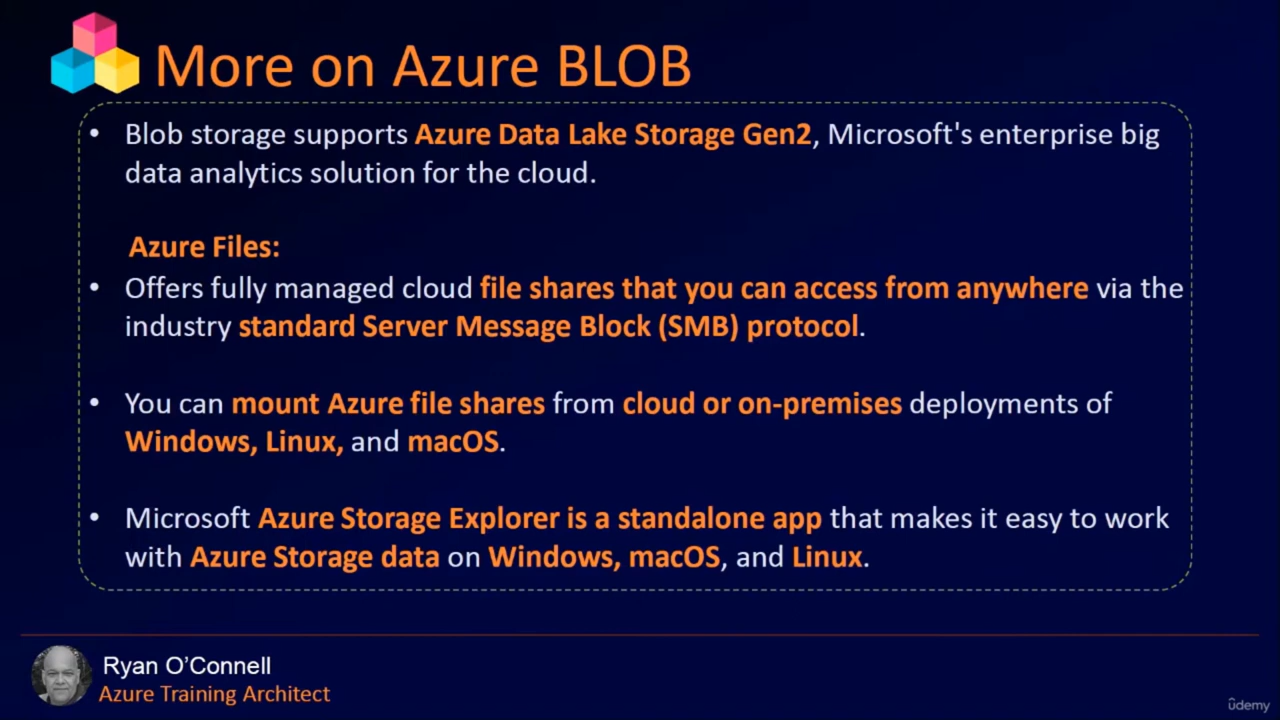 More on Azure BLOB
• Blob storage supports Azure Data Lake Storage Gen2, Microsoft's enterprise big
data analytics solution for the cloud.
Azure Files:
• Offers fully managed cloud file shares that you can access from anywhere via the
industry standard Server Message Block (SMB) protocol.
• You can mount Azure file shares from cloud or on-premises deployments of
Windows, Linux, and macOS.
• Microsoft Azure Storage Explorer is a standalone app that makes it easy to work
with Azure Storage data on Windows, macOS, and Linux.
Ryan O’Connell
Azure Training Architect
ûdemy